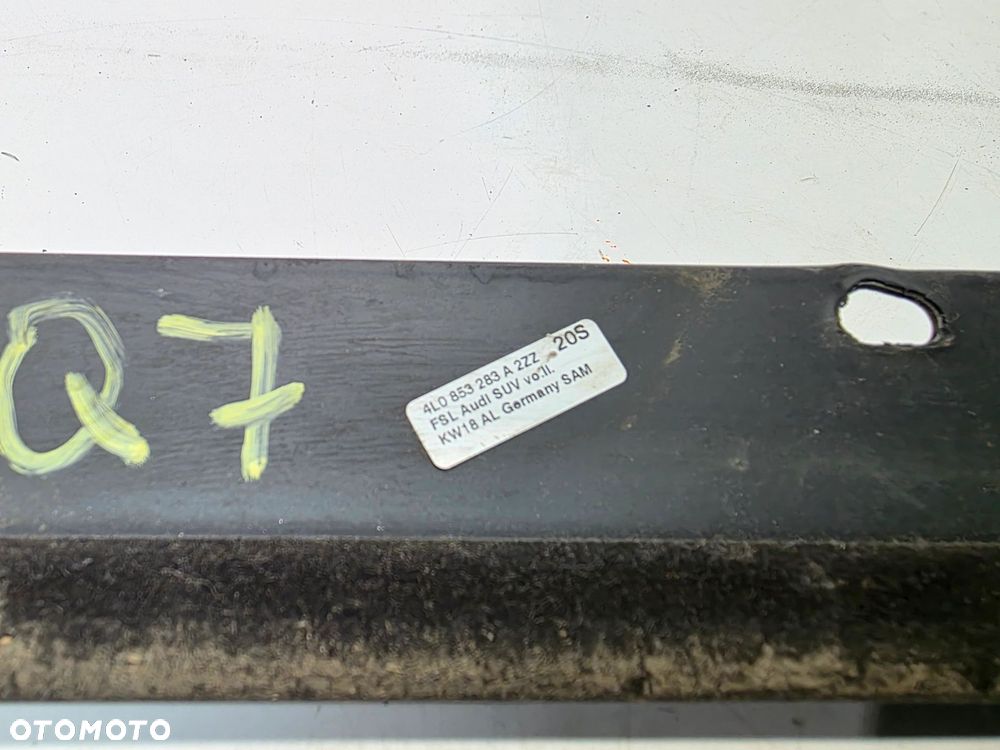 Q7
4L0 853 283 A 2ZZ 20S
FSL Audi SUV vo.li.
KW18 AL Germany SAM
OTOMOTO